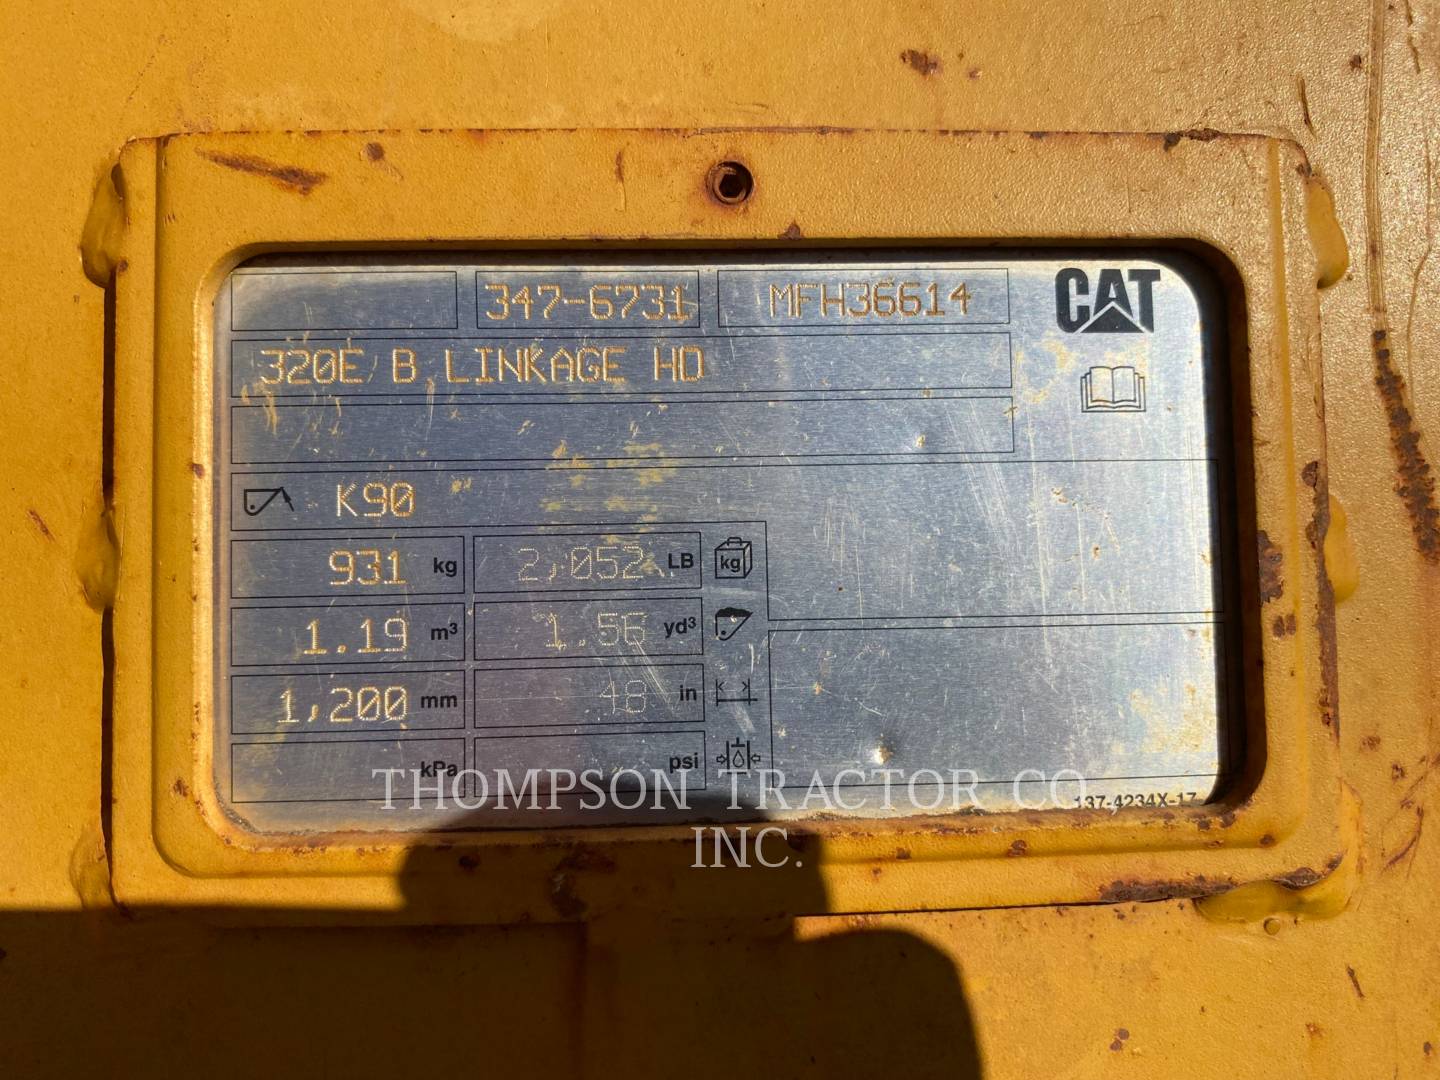 347-6731 MFH36614 CAT
320E B LINKAGE HD
K90
931 kg 2,052 LB kg
1.19 m³ 1.56 yd³
1,200 mm 48 in
kPa psi
137-4234X-17
THOMPSON TRACTOR CO
INC.